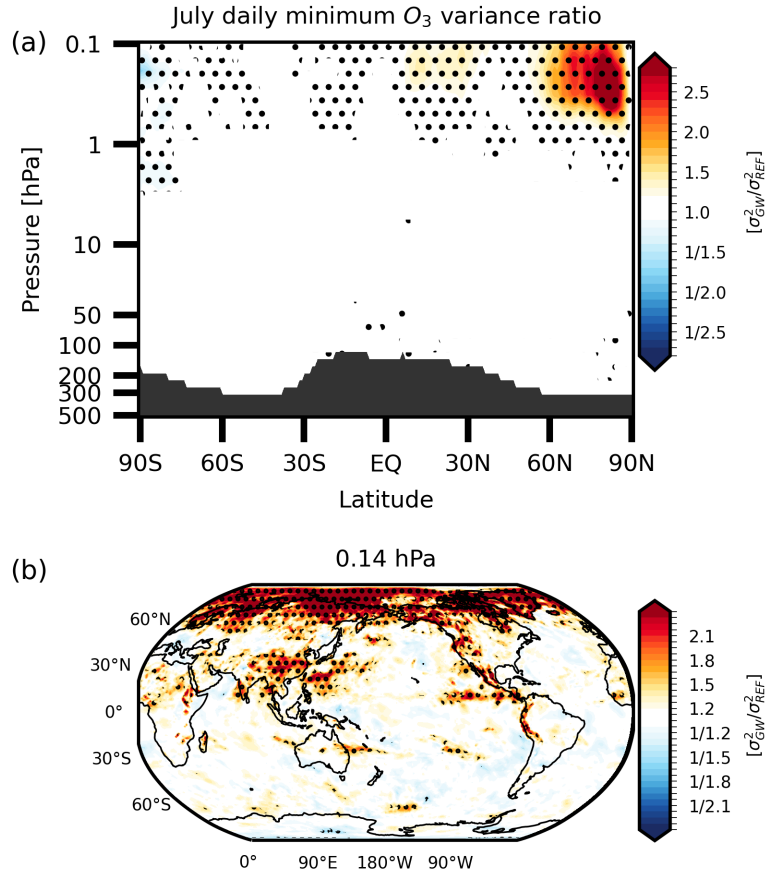 July daily minimum O₃ variance ratio
(a)
0.1
1
10
50
100
200
300
500
Pressure [hPa]
90S 60S 30S EQ 30N 60N 90N
Latitude
2.5
2.0
1.5
1.0
1/1.5
1/2.0
1/2.5
[σ²GW/σ²REF]
(b)
0.14 hPa
60°N
30°N
0°
30°S
60°S
0° 90°E 180°W 90°W
2.1
1.8
1.5
1.2
1/1.2
1/1.5
1/1.8
1/2.1
[σ²GW/σ²REF]